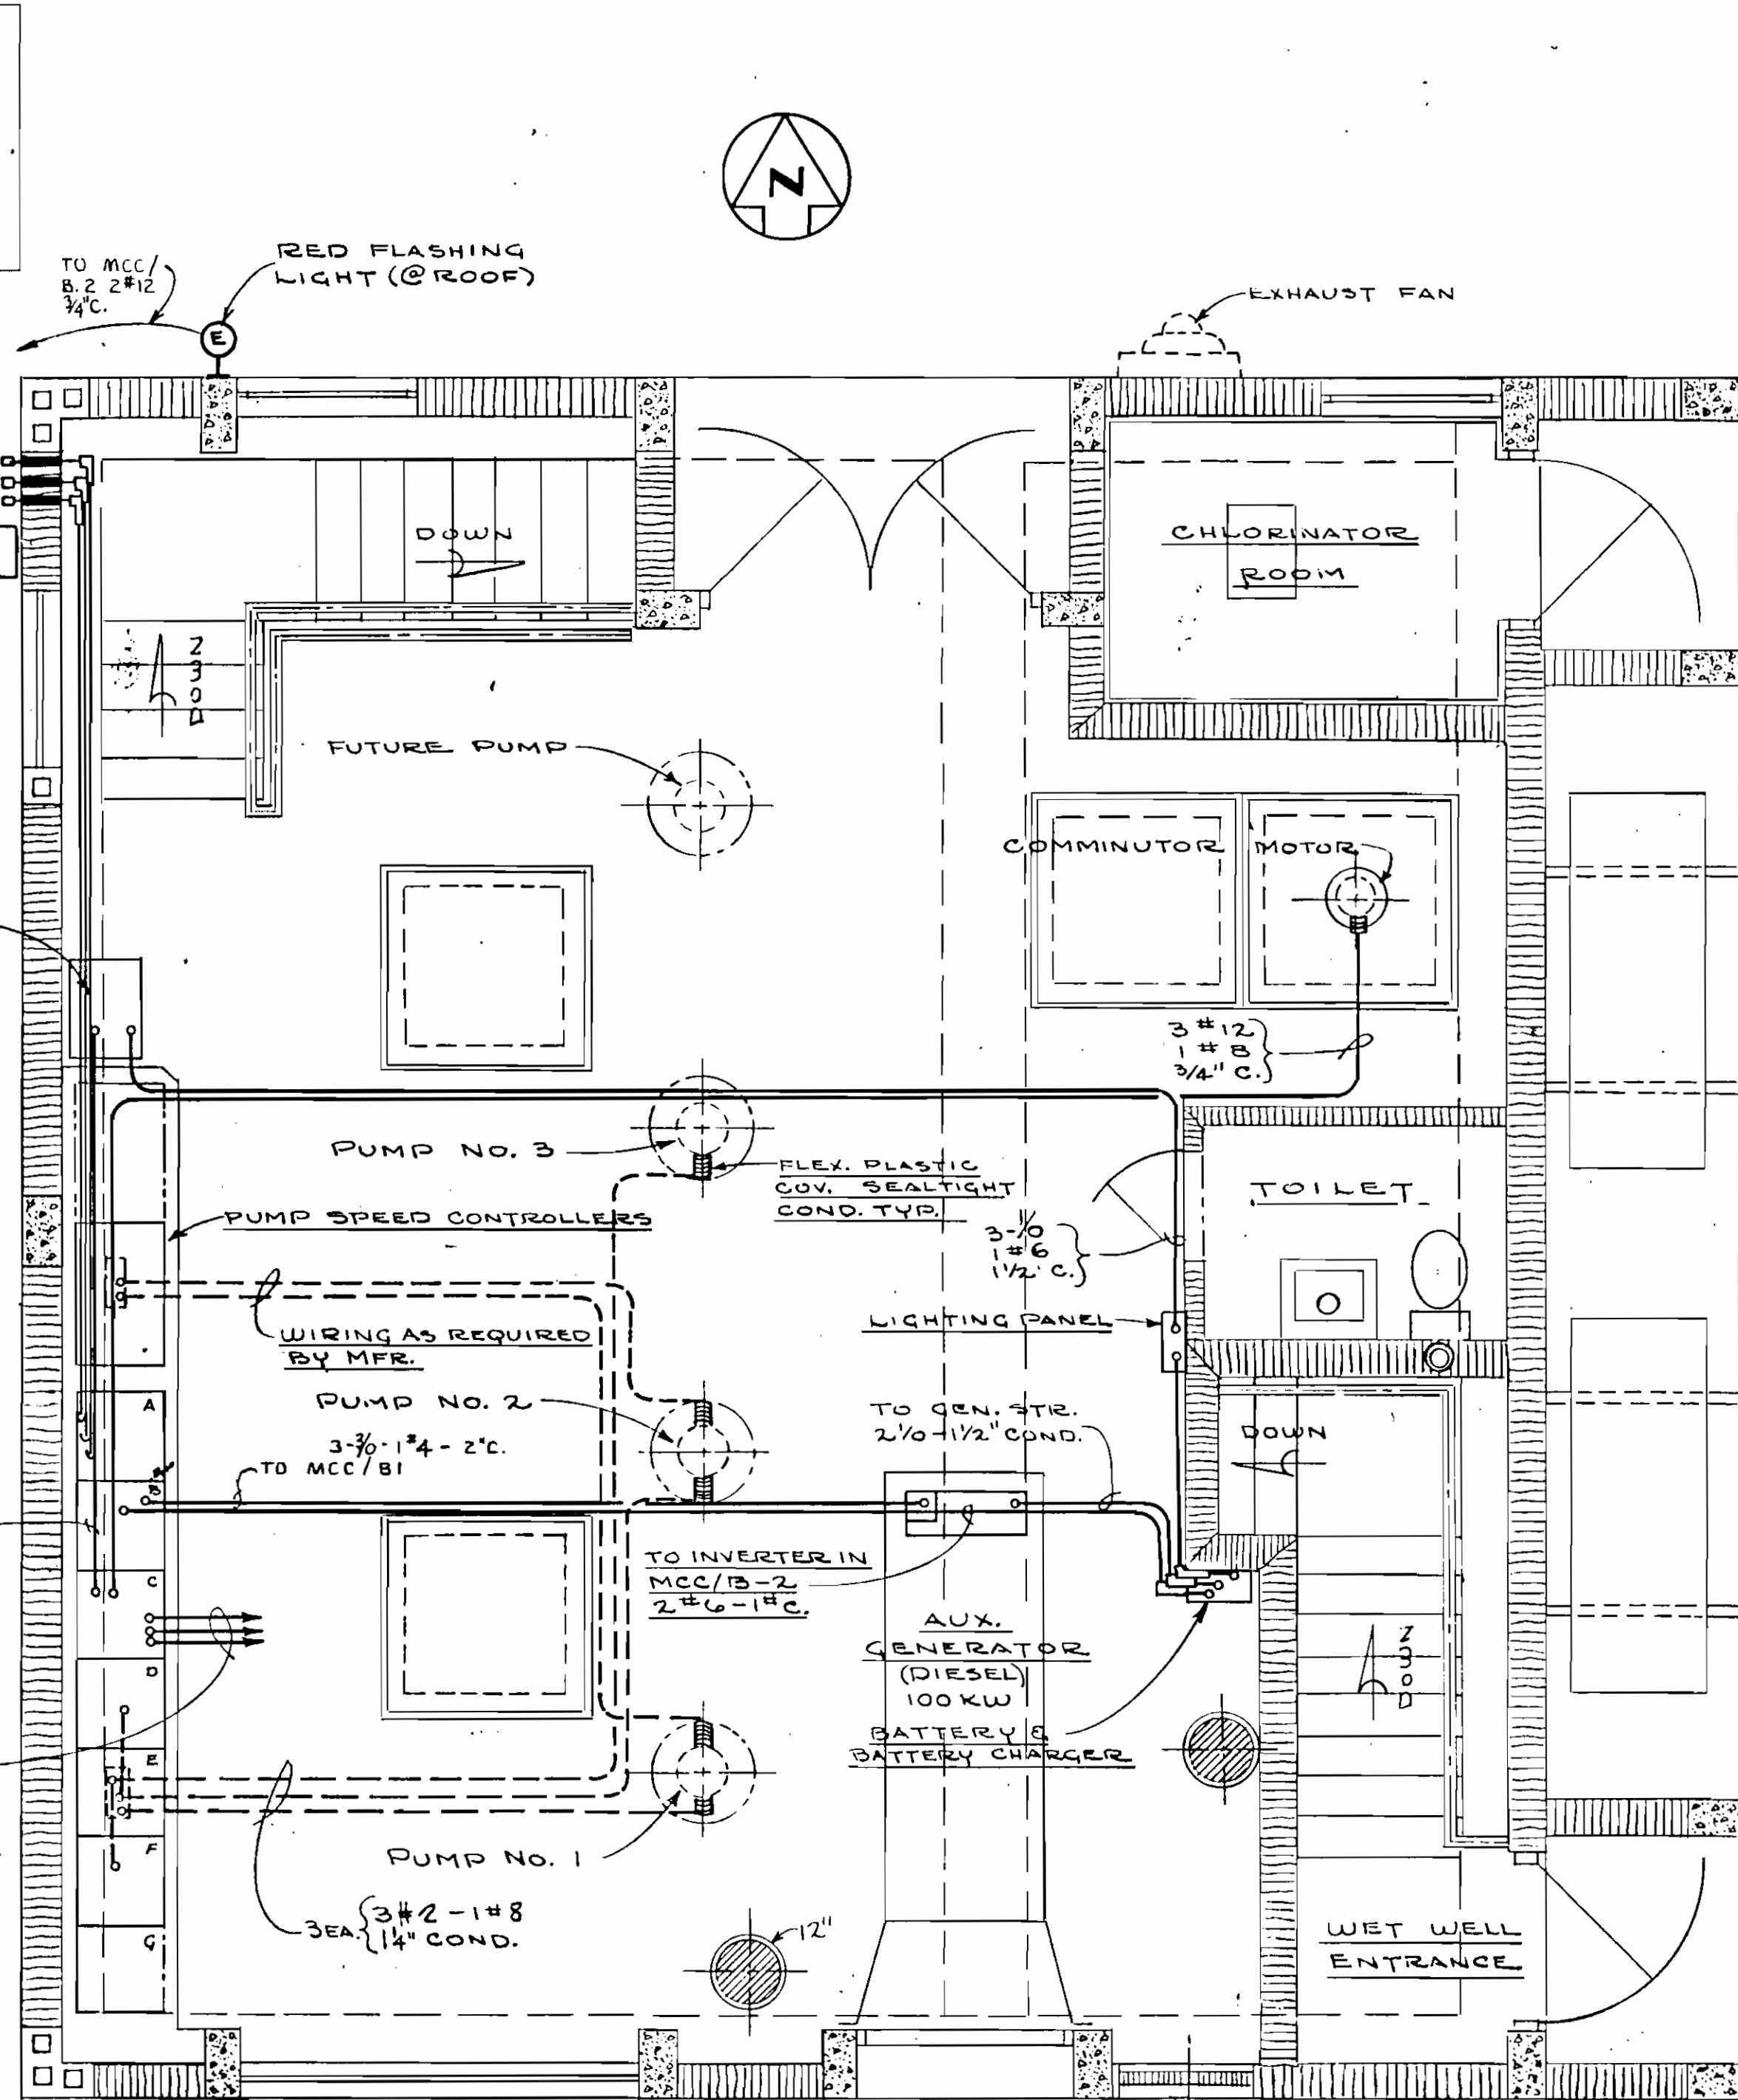 N
RED FLASHING
LIGHT (@ ROOF)
TO MCC/
B.2 2#12
3/4"C.
E
EXHAUST FAN
DOWN
CHLORINATOR
ROOM
DOWN
FUTURE PUMP
COMMINUTOR MOTOR
3 #12
1 #8
3/4" C.
PUMP NO. 3
FLEX. PLASTIC
COV. SEALTIGHT
COND. TYP.
TOILET
PUMP SPEED CONTROLLERS
3-1/0
1 #6
1 1/2" C.
LIGHTING PANEL
WIRING AS REQUIRED
BY MFR.
PUMP NO. 2
A
3-3/0-1#4-2"C.
TO MCC/B1
TO GEN. STR.
2 1/0-1 1/2" COND.
DOWN
B
TO INVERTER IN
MCC/B-2
2#6-1"C.
C
AUX.
GENERATOR
(DIESEL)
100 KW
DOWN
D
BATTERY &
BATTERY CHARGER
E
F
PUMP NO. 1
3EA. 3#2-1#8
1 1/4" COND.
G
12"
WET WELL
ENTRANCE